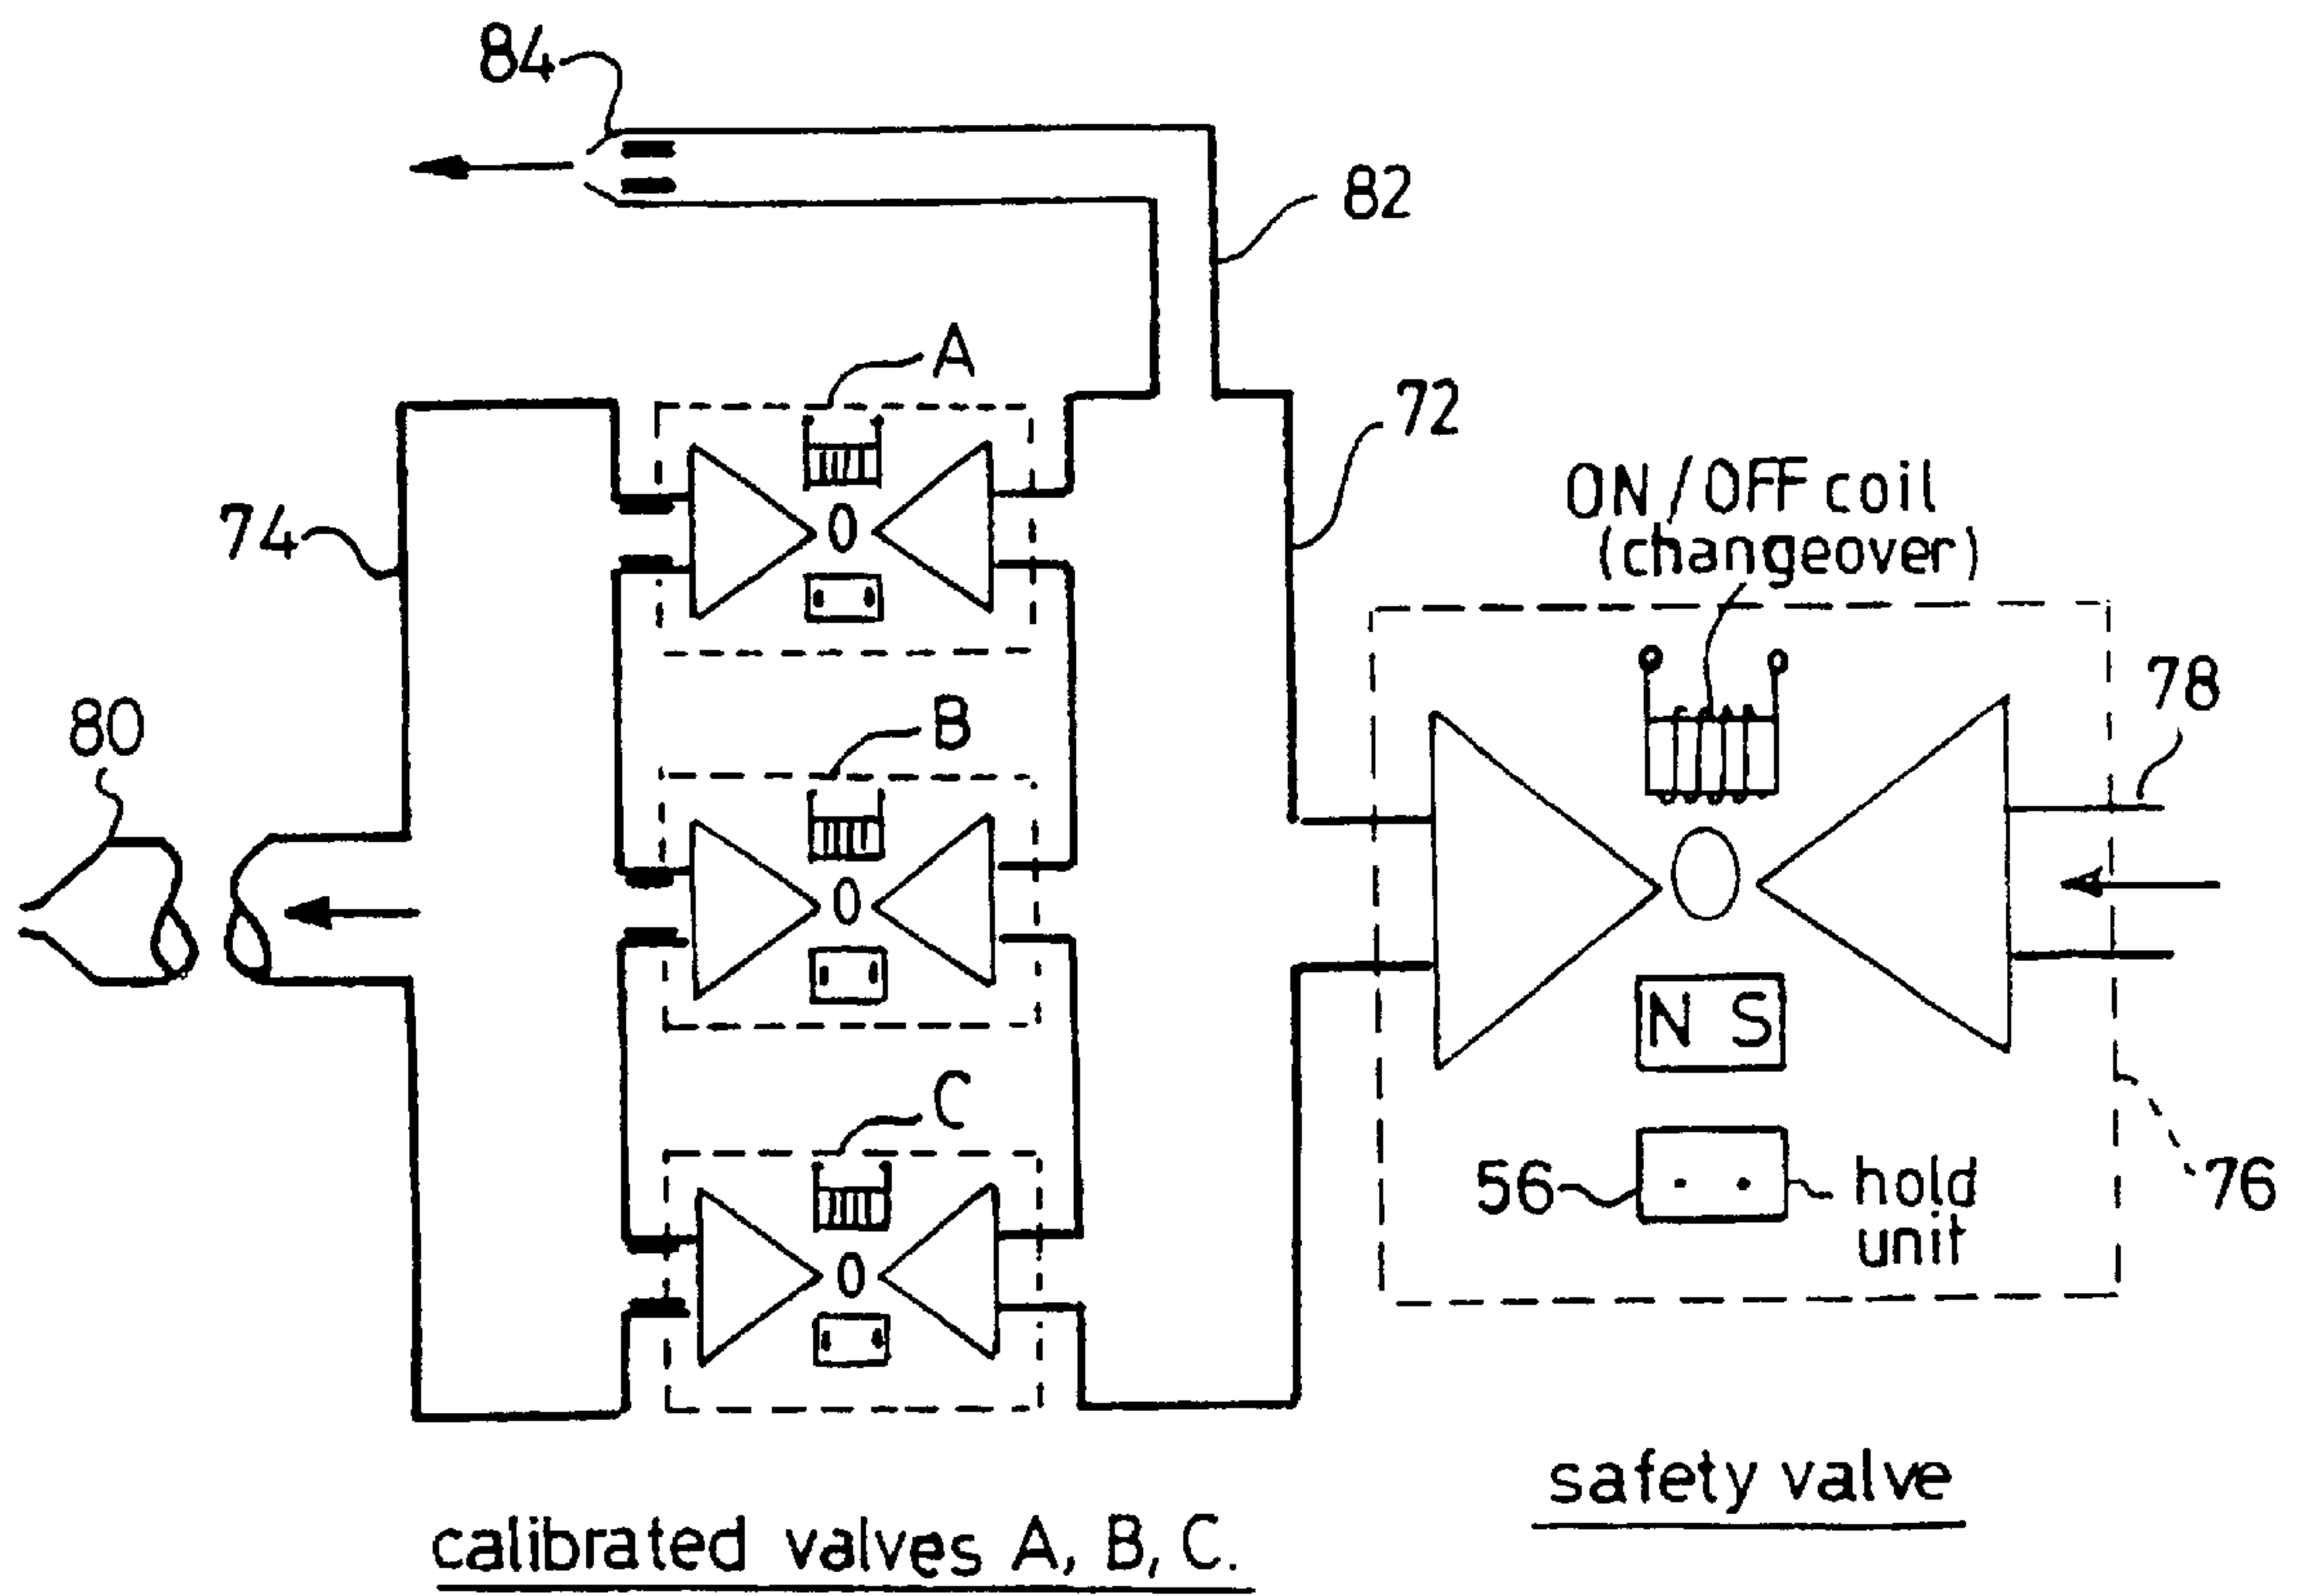 84
82
A
72
ON/OFF coil
(changeover)
74
78
80
B
O
O
N S
C
56
hold
unit
76
O
safety valve
calibrated valves A, B, C.